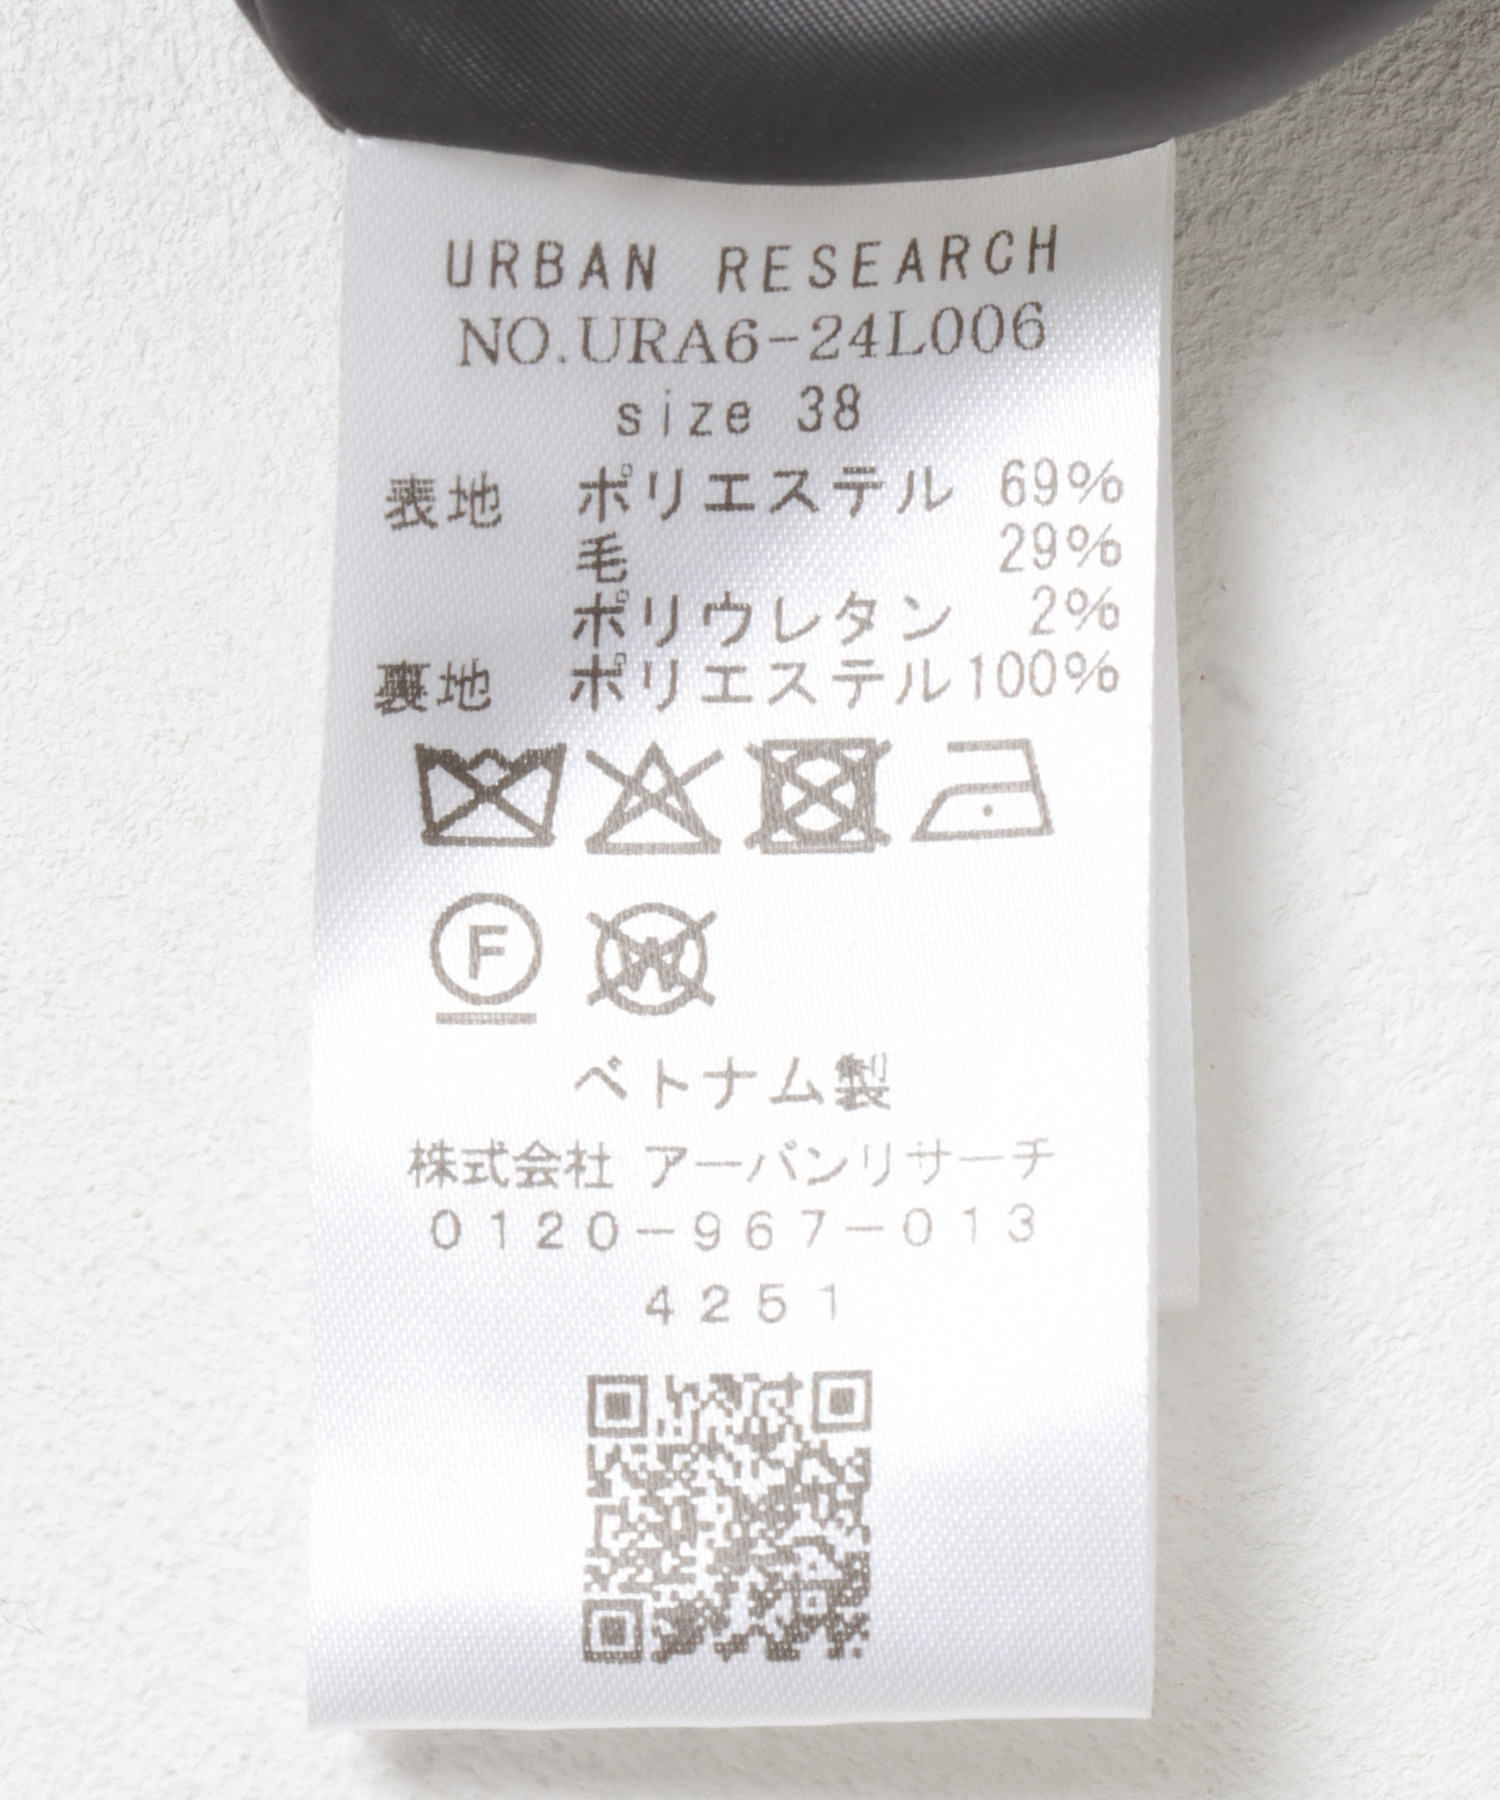 URBAN RESEARCH
NO.URA6-24L006
size 38
表地 ポリエステル 69%
毛 29%
ポリウレタン 2%
裏地 ポリエステル100%
F
W
ベトナム製
株式会社 アーバンリサーチ
0120-967-013
4251